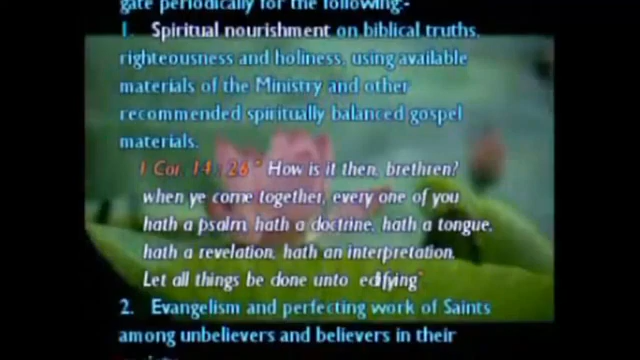 gate periodically for the following:-
1. Spiritual nourishment on biblical truths,
righteousness and holiness, using available
materials of the Ministry and other
recommended spiritually balanced gospel
materials.
1 Cor. 14 : 26 " How is it then, brethren?
when ye come together, every one of you
hath a psalm, hath a doctrine, hath a tongue,
hath a revelation, hath an interpretation.
Let all things be done unto edifying"
2. Evangelism and perfecting work of Saints
among unbelievers and believers in their